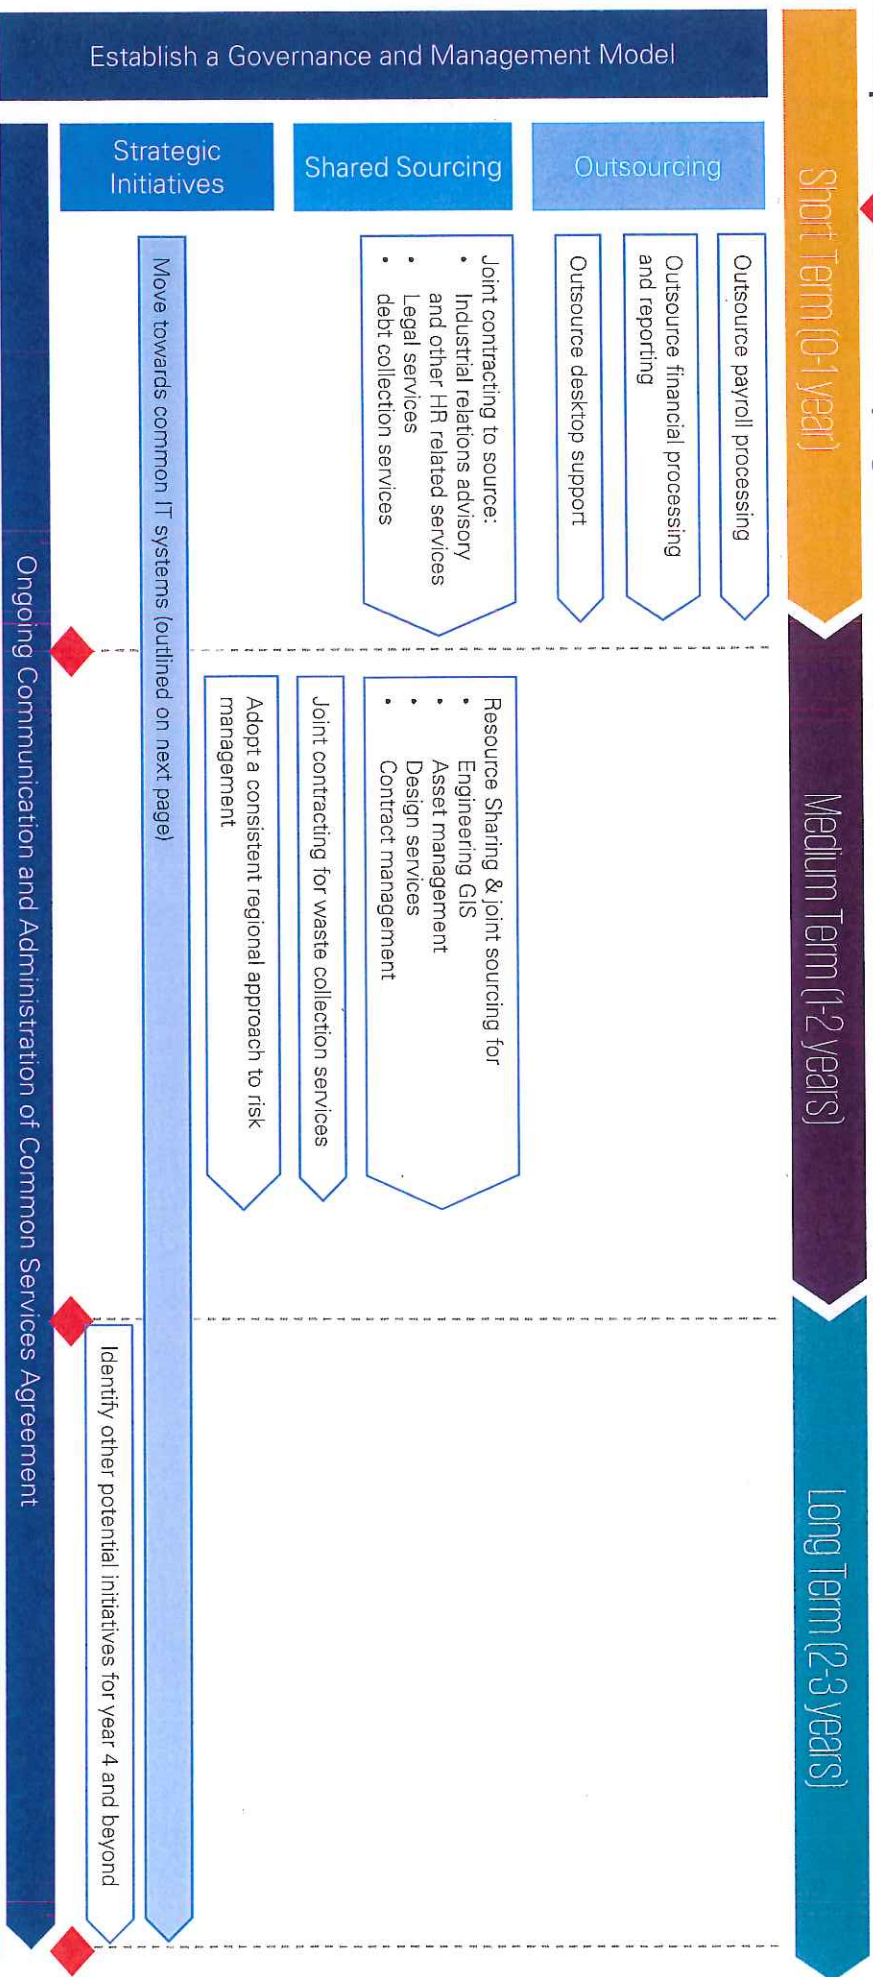 Short Term (0-1 year)
Medium Term (1-2 years)
Long Term (2-3 years)
Establish a Governance and Management Model
Outsourcing
Outsource payroll processing
Outsource financial processing
and reporting
Outsource desktop support
Shared Sourcing
Joint contracting to source:
• Industrial relations advisory
and other HR related services
• Legal services
• debt collection services
Resource Sharing & joint sourcing for
• Engineering GIS
• Asset management
• Design services
• Contract management
Joint contracting for waste collection services
Strategic
Initiatives
Adopt a consistent regional approach to risk
management
Move towards common IT systems (outlined on next page)
Identify other potential initiatives for year 4 and beyond
Ongoing Communication and Administration of Common Services Agreement